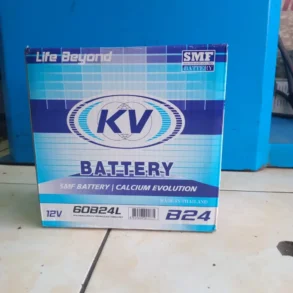 Life Beyond
SMF
BATTERY
KV
BATTERY
SMF BATTERY | CALCIUM EVOLUTION
12V 60B24L B24